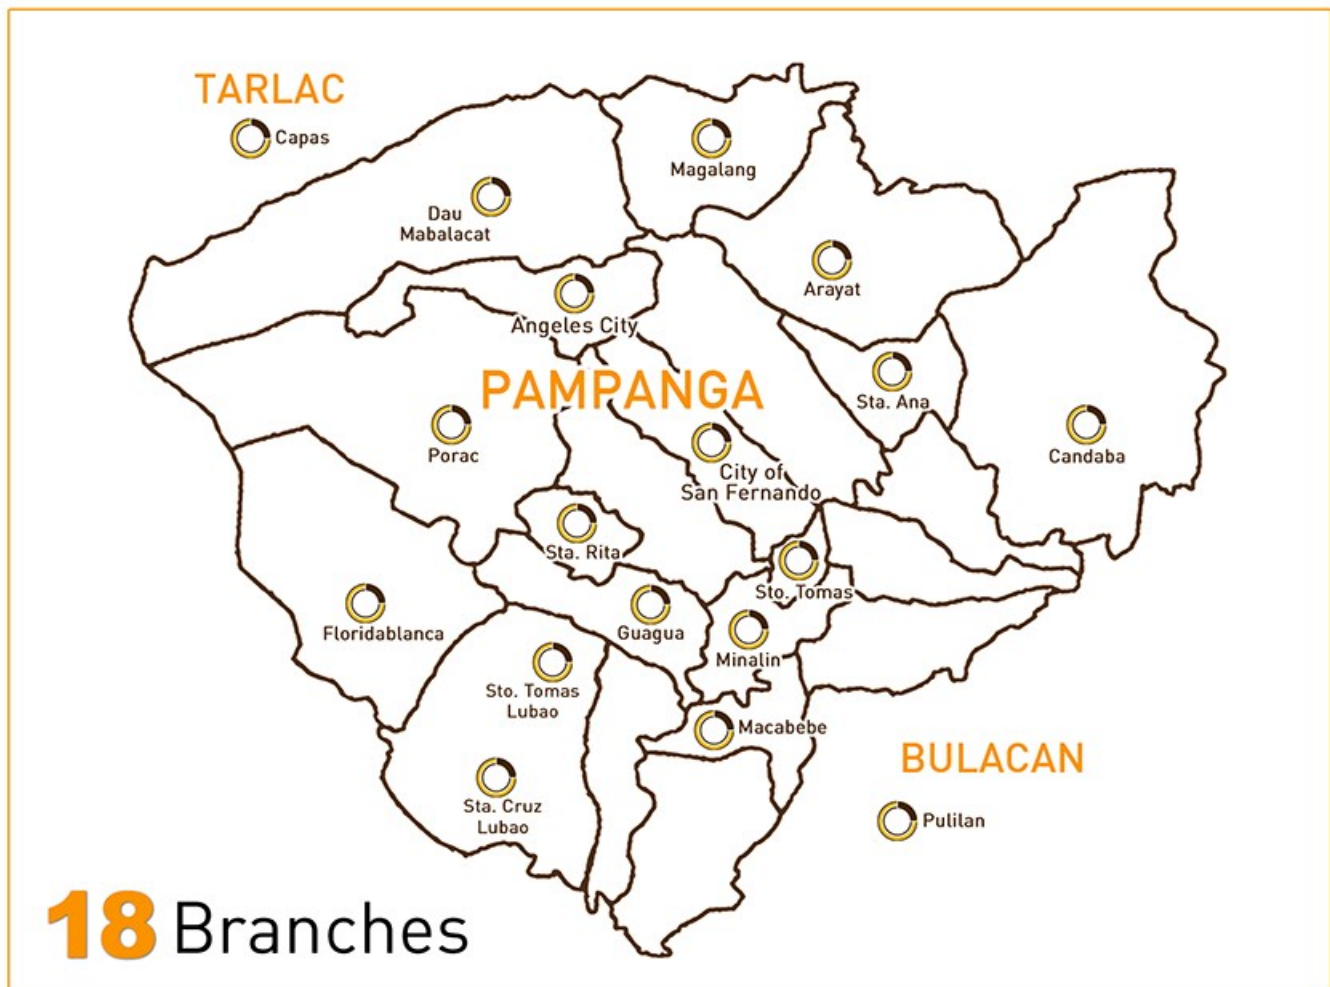 TARLAC
Capas
Magalang
Dau
Mabalacat
Arayat
Angeles City
PAMPANGA
Sta. Ana
Porac
City of
San Fernando
Candaba
Sta. Rita
Sto. Tomas
Floridablanca
Guagua
Minalin
Sto. Tomas
Lubao
Macabebe
BULACAN
Sta. Cruz
Lubao
Pulilan
18 Branches